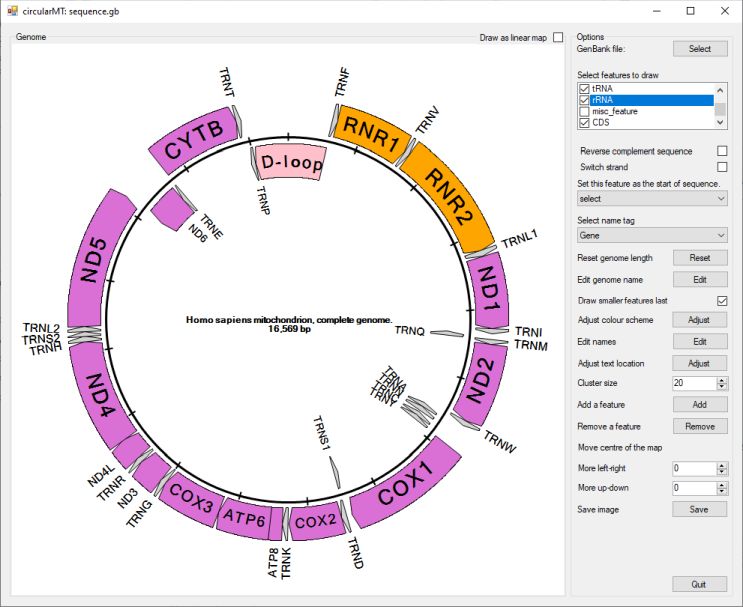 circularMT: sequence.gb
Genome
Draw as linear map
TRNT
TRNF
CYTB
RNR1
TRNV
D-loop
RNR2
TRNP
TRNE
ND6
TRNL1
ND5
ND1
Homo sapiens mitochondrion, complete genome.
16,569 bp
TRNL2
TRNS2
TRNH
TRNQ
TRNI
TRNM
ND4
ND2
TRNA
TRNW
TRNS1
COX1
ND4L
TRNR
ND3
TRNG
COX3
ATP6
COX2
ATP8
TRNK
TRND
Options
GenBank file:
Select
Select features to draw
tRNA
rRNA
misc_feature
CDS
Reverse complement sequence
Switch strand
Set this feature as the start of sequence.
select
Select name tag
Gene
Reset genome length
Reset
Edit genome name
Edit
Draw smaller features last
Adjust colour scheme
Adjust
Edit names
Edit
Adjust text location
Adjust
Cluster size
20
Add a feature
Add
Remove a feature
Remove
Move centre of the map
More left-right
0
More up-down
0
Save image
Save
Quit